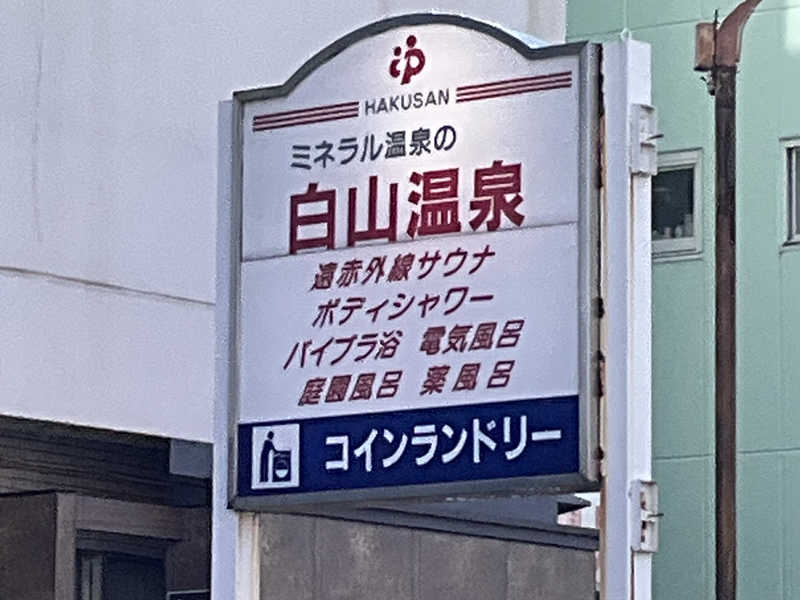 HAKUSAN
ミネラル温泉の
白山温泉
遠赤外線サウナ
ボディシャワー
バイブラ浴 電気風呂
庭園風呂 薬風呂
コインランドリー